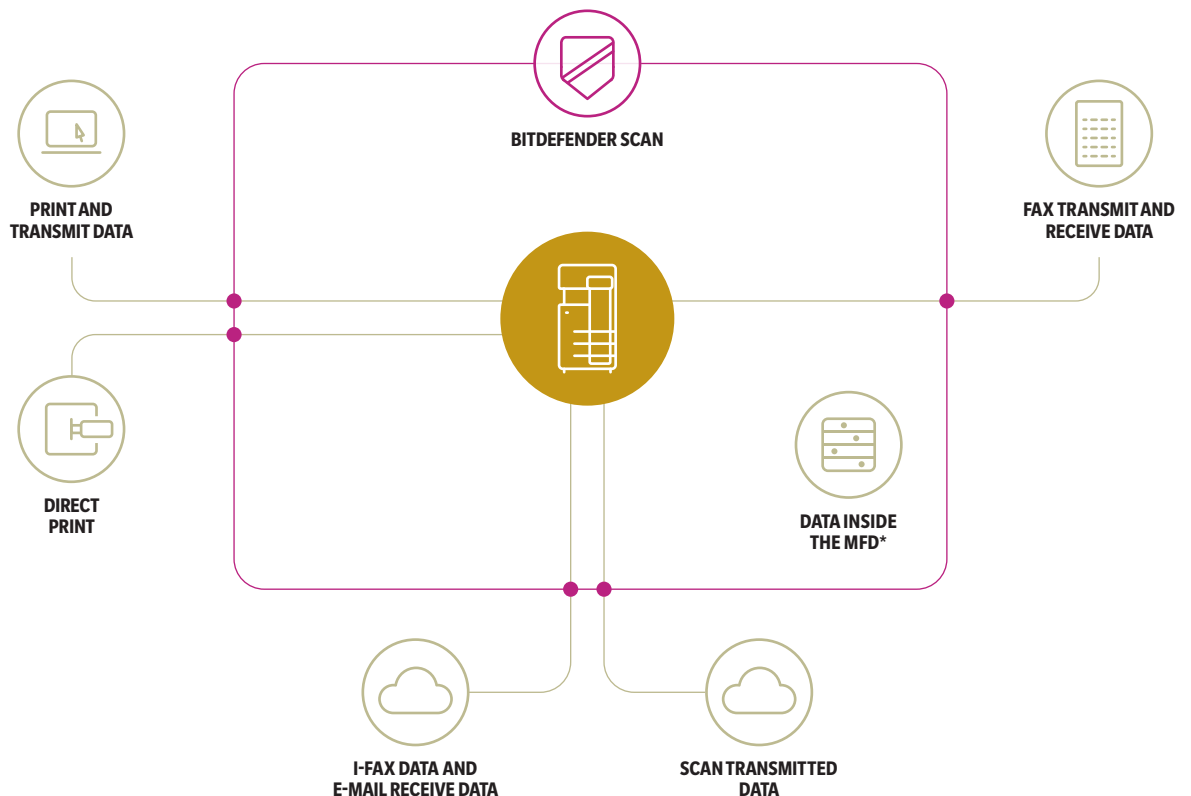 BITDEFENDER SCAN
PRINT AND
TRANSMIT DATA
FAX TRANSMIT AND
RECEIVE DATA
DIRECT
PRINT
DATA INSIDE
THE MFD*
I-FAX DATA AND
E-MAIL RECEIVE DATA
SCAN TRANSMITTED
DATA